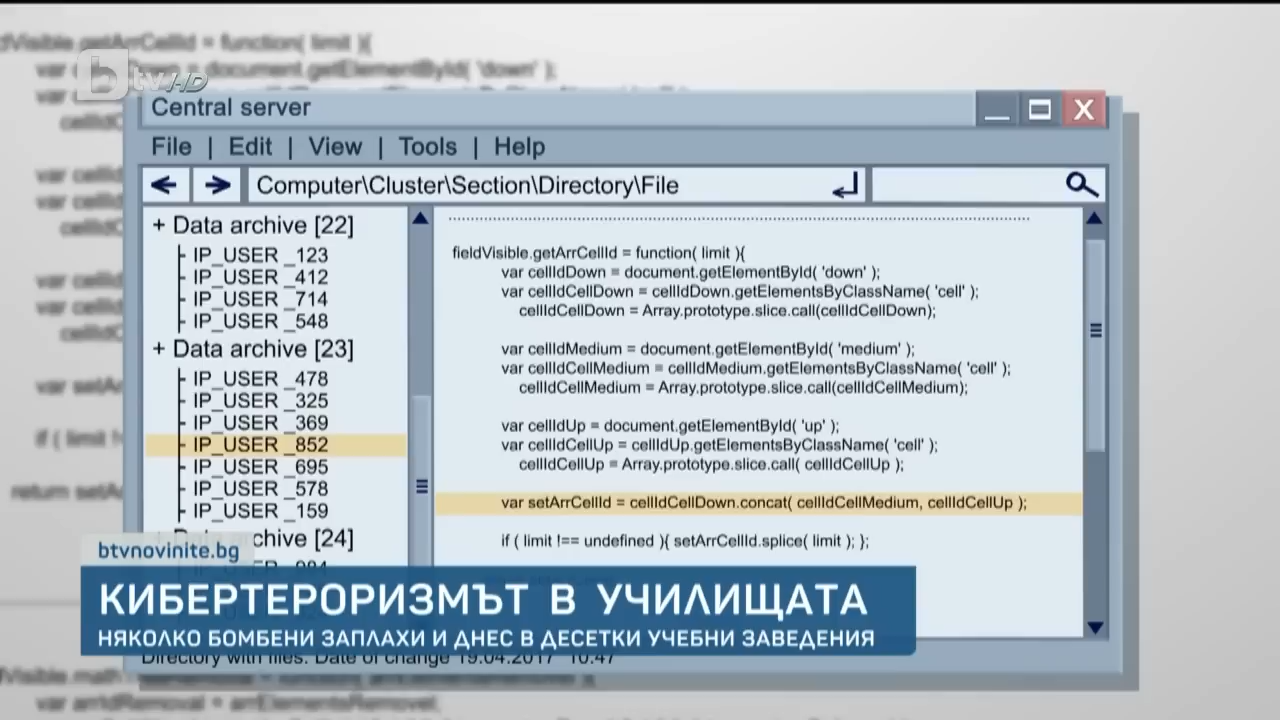 btvHD
Central server
File | Edit | View | Tools | Help
Computer\Cluster\Section\Directory\File
+ Data archive [22]
IP_USER _123
IP_USER _412
IP_USER _714
IP_USER _548
+ Data archive [23]
IP_USER _478
IP_USER _325
IP_USER _369
IP_USER _852
IP_USER _695
IP_USER _578
IP_USER _159
chive [24]
fieldVisible.getArrCellId = function( limit ){
var cellIdDown = document.getElementById( 'down' );
var cellIdCellDown = cellIdDown.getElementsByClassName( 'cell' );
cellIdCellDown = Array.prototype.slice.call(cellIdCellDown);
var cellIdMedium = document.getElementById( 'medium' );
var cellIdCellMedium = cellIdMedium.getElementsByClassName( 'cell' );
cellIdCellMedium = Array.prototype.slice.call(cellIdCellMedium);
var cellIdUp = document.getElementById( 'up' );
var cellIdCellUp = cellIdUp.getElementsByClassName( 'cell' );
cellIdCellUp = Array.prototype.slice.call( cellIdCellUp );
var setArrCellId = cellIdCellDown.concat( cellIdCellMedium, cellIdCellUp );
if ( limit !== undefined ){ setArrCellId.splice( limit ); };
btvnovinite.bg
КИБЕРТЕРОРИЗМЪТ В УЧИЛИЩАТА
НЯКОЛКО БОМБЕНИ ЗАПЛАХИ И ДНЕС В ДЕСЕТКИ УЧЕБНИ ЗАВЕДЕНИЯ
Directory with files. Date of change 19.04.2017 10:47